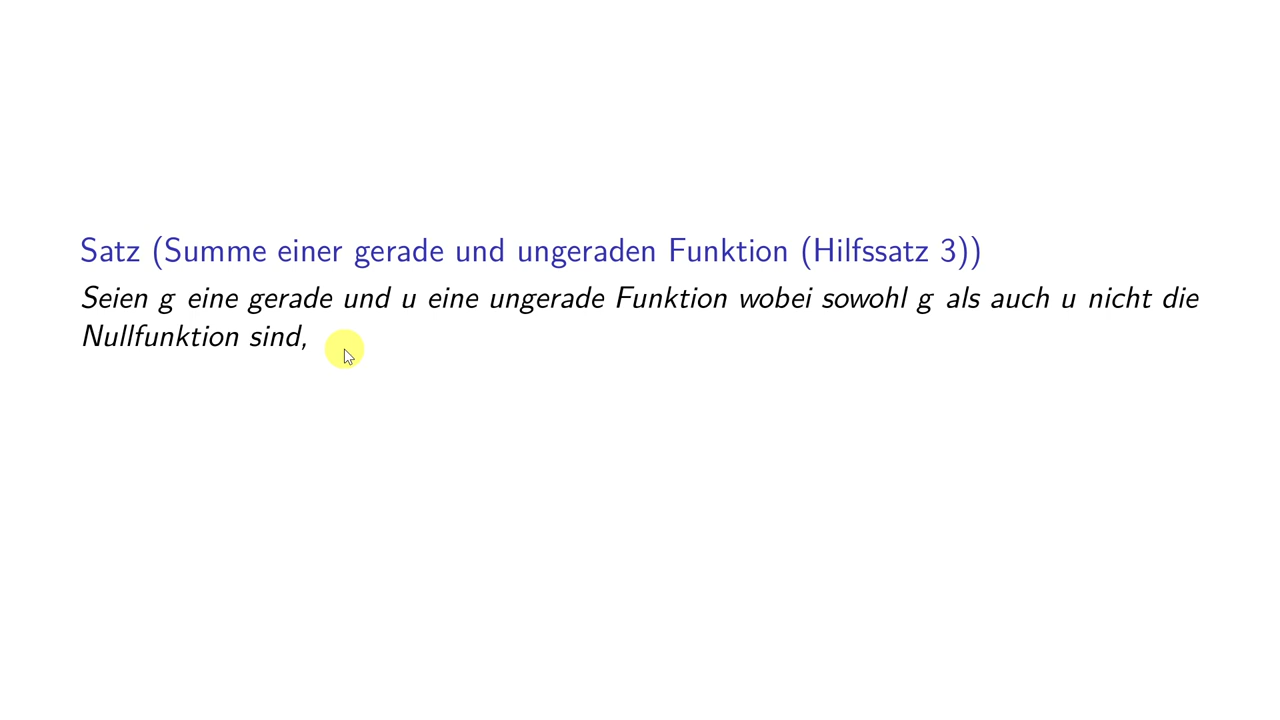 Satz (Summe einer gerade und ungeraden Funktion (Hilfssatz 3))
Seien g eine gerade und u eine ungerade Funktion wobei sowohl g als auch u nicht die
Nullfunktion sind,